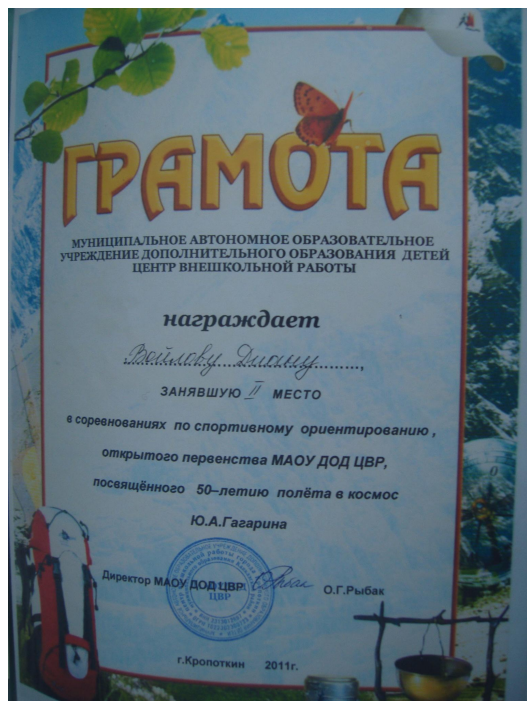 ГРАМОТА
МУНИЦИПАЛЬНОЕ АВТОНОМНОЕ ОБРАЗОВАТЕЛЬНОЕ
УЧРЕЖДЕНИЕ ДОПОЛНИТЕЛЬНОГО ОБРАЗОВАНИЯ ДЕТЕЙ
ЦЕНТР ВНЕШКОЛЬНОЙ РАБОТЫ
награждает
Войлову Диану ,
ЗАНЯВШУЮ II МЕСТО
в соревнованиях по спортивному ориентированию ,
открытого первенства МАОУ ДОД ЦВР,
посвящённого 50–летию полёта в космос
Ю.А.Гагарина
Директор МАОУ ДОД ЦВР. О.Г.Рыбак
ЦВР
г.Кропоткин 2011г.